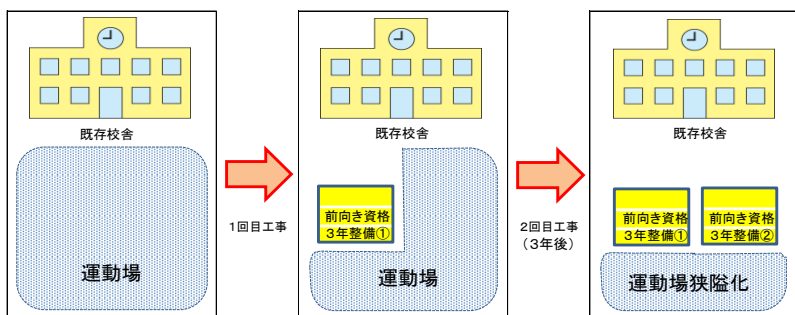 既存校舎
運動場
1回目工事
既存校舎
前向き資格
3年整備①
運動場
2回目工事
(3年後)
既存校舎
前向き資格
3年整備①
前向き資格
3年整備②
運動場狭隘化